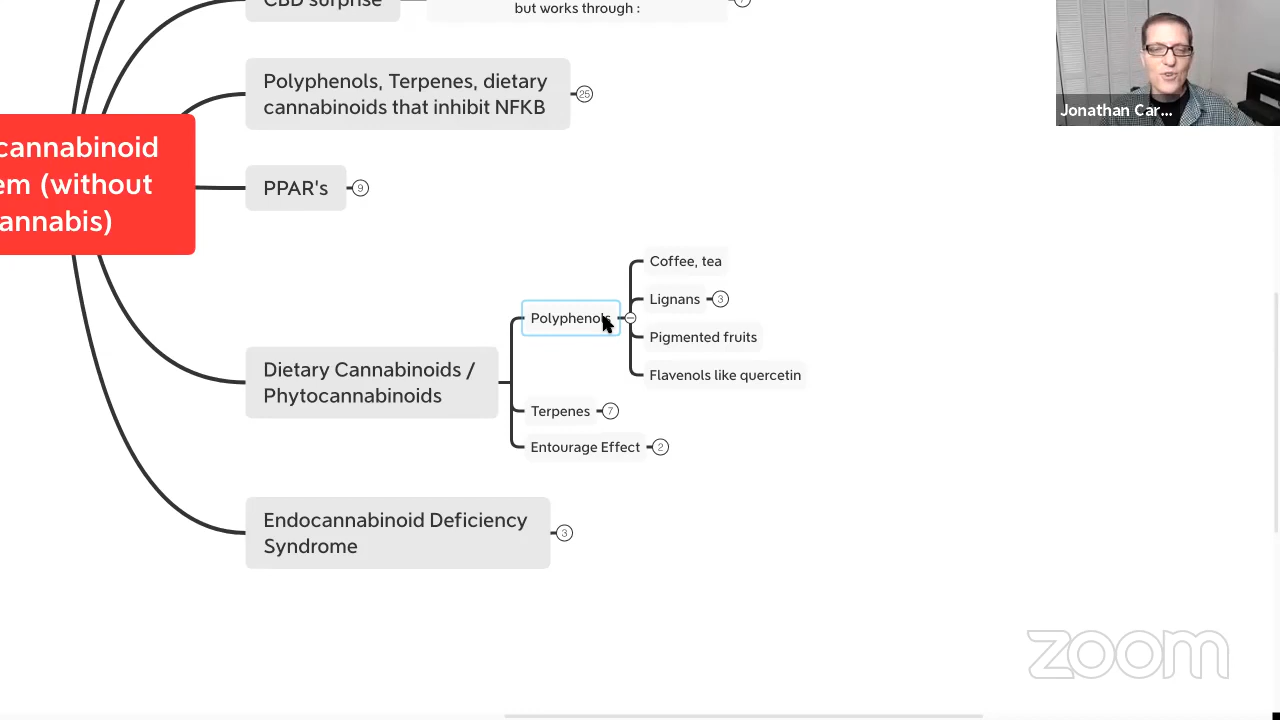 CBD surprise
but works through :
Polyphenols, Terpenes, dietary
cannabinoids that inhibit NFKB
25
cannabinoid
em (without
annabis)
PPAR's
9
Coffee, tea
Lignans
3
Polyphenols
Pigmented fruits
Flavenols like quercetin
Dietary Cannabinoids /
Phytocannabinoids
Terpenes
7
Entourage Effect
2
Endocannabinoid Deficiency
Syndrome
3
Jonathan Car...
zoom